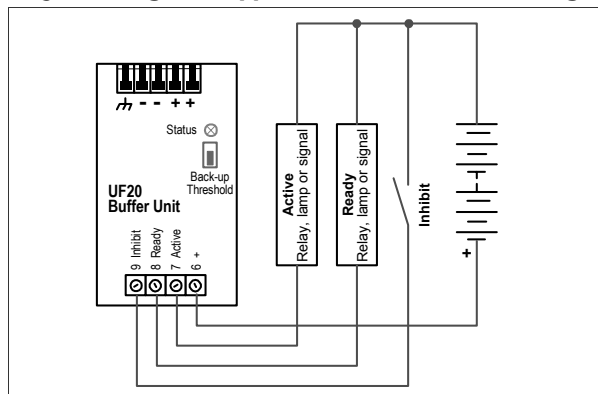 - - + +
Status
Back-up
Threshold
UF20
Buffer Unit
9 Inhibit
8 Ready
7 Active
6 +
Active
Relay, lamp or signal
Ready
Relay, lamp or signal
Inhibit
+